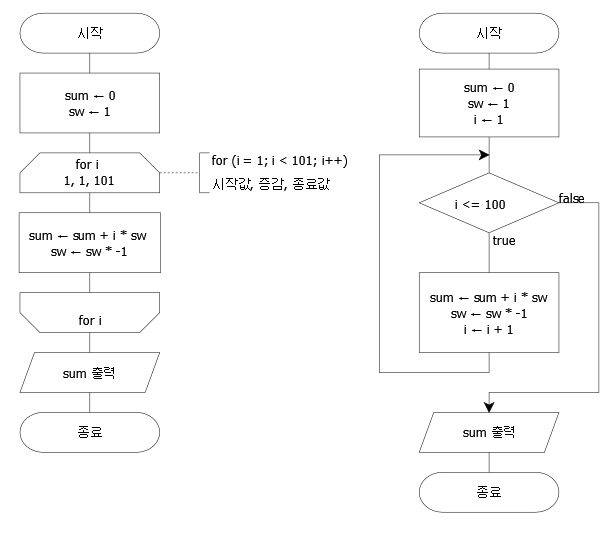 시작
sum ← 0
sw ← 1
for i
1, 1, 101
for (i = 1; i < 101; i++)
시작값, 증감, 종료값
sum ← sum + i * sw
sw ← sw * -1
for i
sum 출력
종료
시작
sum ← 0
sw ← 1
i ← 1
i <= 100
false
true
sum ← sum + i * sw
sw ← sw * -1
i ← i + 1
sum 출력
종료